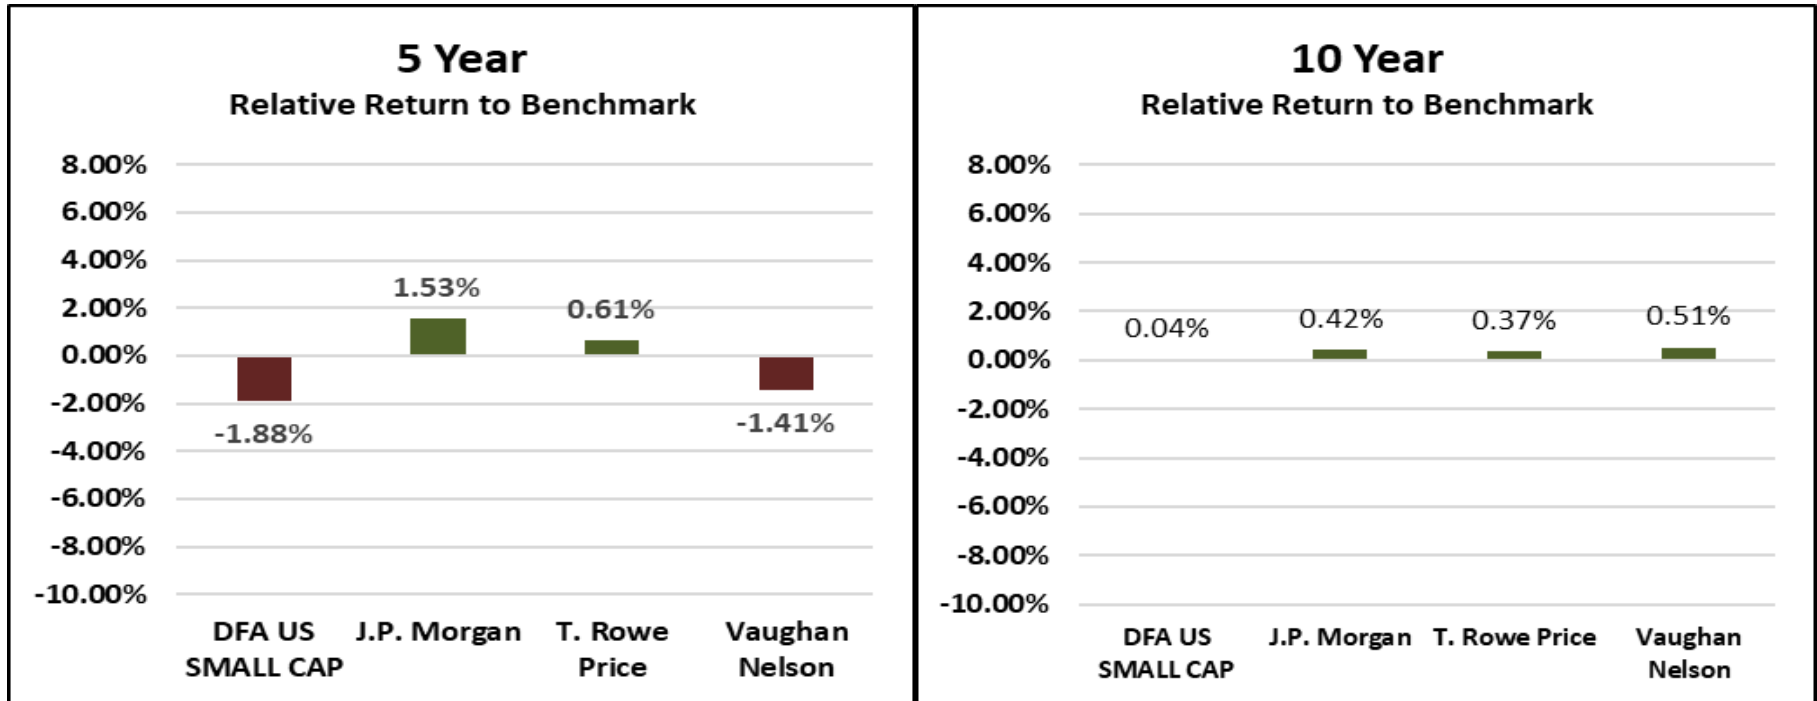 5 Year
Relative Return to Benchmark
8.00%
6.00%
4.00%
2.00%
0.00%
-2.00%
-4.00%
-6.00%
-8.00%
-10.00%
-1.88%
1.53%
0.61%
-1.41%
DFA US
SMALL CAP
J.P. Morgan
T. Rowe
Price
Vaughan
Nelson
10 Year
Relative Return to Benchmark
8.00%
6.00%
4.00%
2.00%
0.00%
-2.00%
-4.00%
-6.00%
-8.00%
-10.00%
0.04%
0.42%
0.37%
0.51%
DFA US
SMALL CAP
J.P. Morgan
T. Rowe Price
Vaughan
Nelson